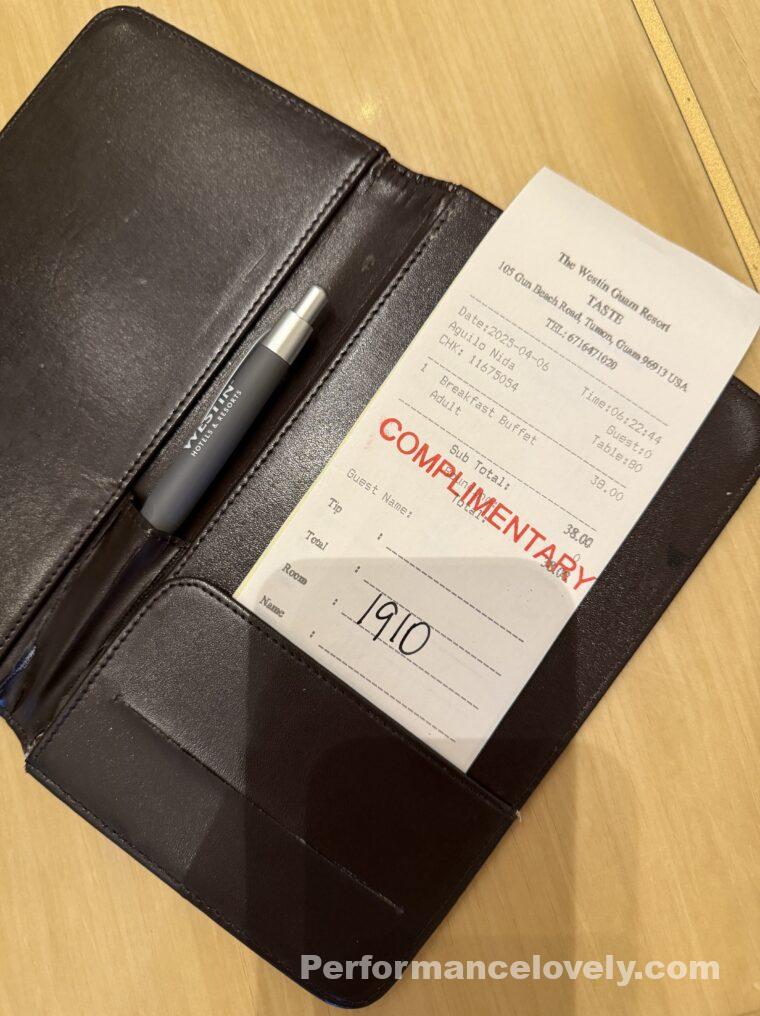 The Westin Guam Resort
TASTE
105 Gun Beach Road, Tumon, Guam 96913 USA
TEL: 6716471020
Date:2025-04-06 Time:06:22:44
Aguilo Nida Guest:0
CHK: 11675054 Table:80
1 Breakfast Buffet 38.00
Adult
Sub Total: 38.00
0
Total:
COMPLIMENTARY
Guest Name:
Tip :
Total :
Room : 1910
Name :
WESTIN
HOTELS & RESORTS
Performancelovely.com